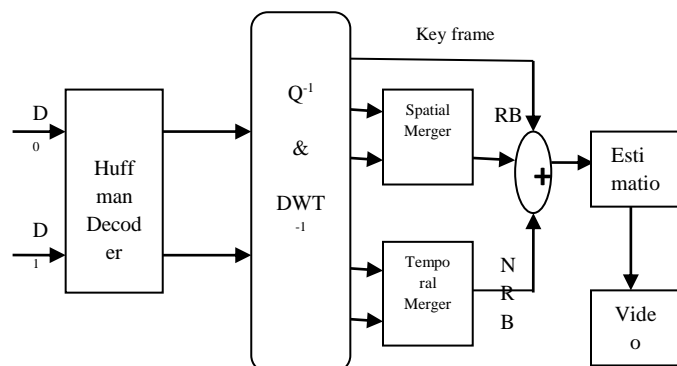 Key frame
D
0
Huff
man
Decod
er
D
1
Q-1
&
DWT
-1
Spatial
Merger
RB
+
Tempo
ral
Merger
N
R
B
Esti
matio
Vide
o